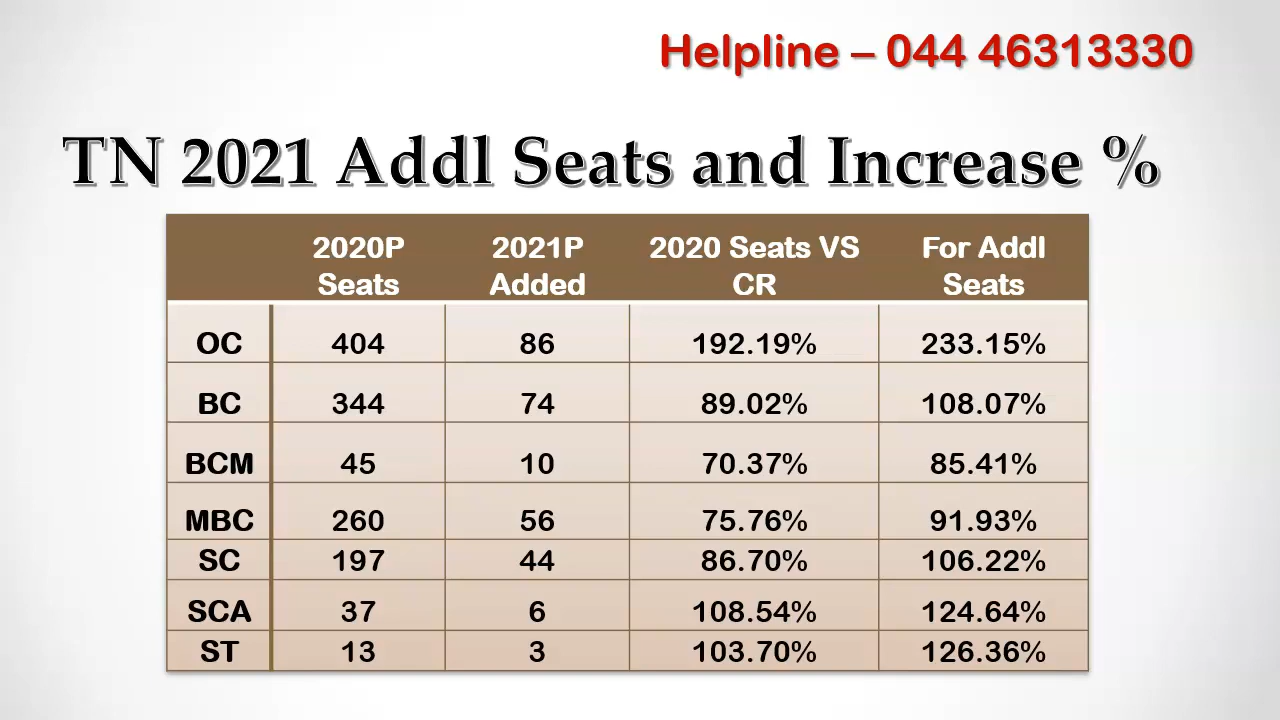 Helpline – 044 46313330
TN 2021 Addl Seats and Increase %
2020P Seats 2021P Added 2020 Seats VS CR For Addl Seats
OC 404 86 192.19% 233.15%
BC 344 74 89.02% 108.07%
BCM 45 10 70.37% 85.41%
MBC 260 56 75.76% 91.93%
SC 197 44 86.70% 106.22%
SCA 37 6 108.54% 124.64%
ST 13 3 103.70% 126.36%